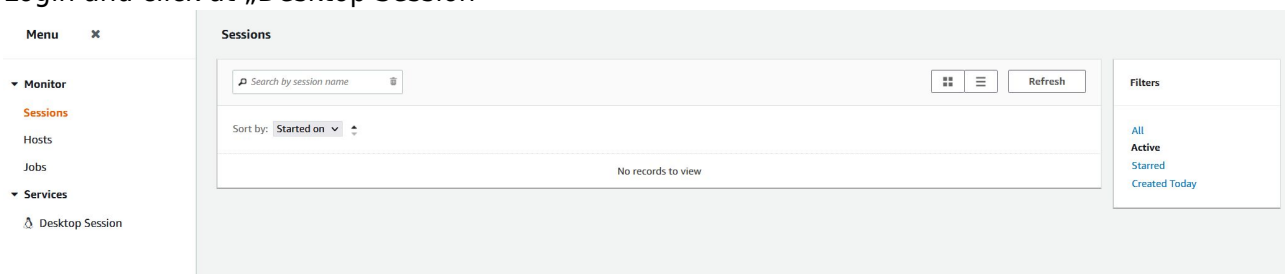 Login and click at „Desktop Session
Menu ✖
Sessions
Monitor
Sessions
Hosts
Jobs
Services
Desktop Session
Search by session name
Refresh
Sort by: Started on
No records to view
Filters
All
Active
Starred
Created Today